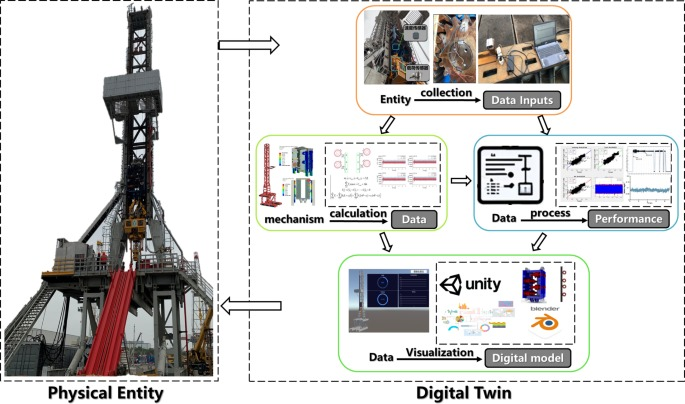 Entity
collection
Data Inputs
mechanism
calculation
Data
Data
process
Performance
unity
blender
Data
Visualization
Digital model
Physical Entity
Digital Twin